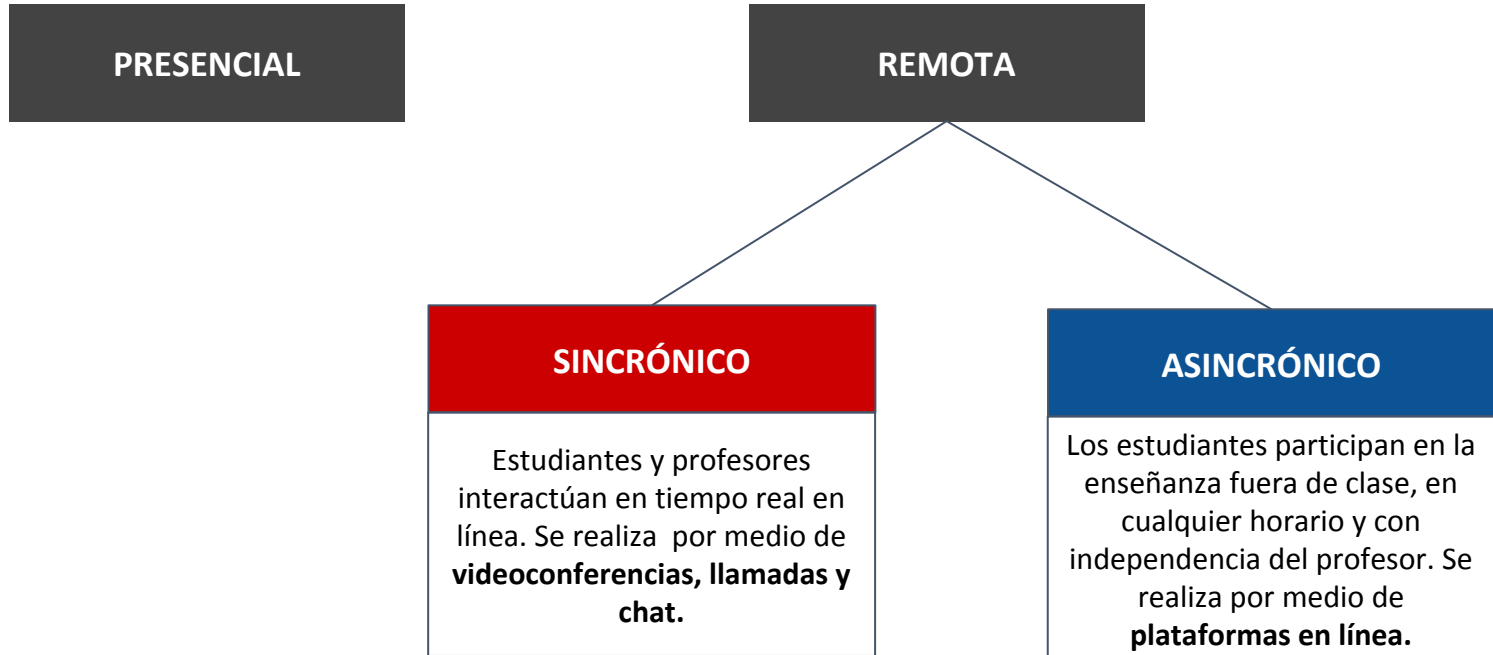 PRESENCIAL
REMOTA
SINCRÓNICO
Estudiantes y profesores
interactúan en tiempo real en
línea. Se realiza  por medio de
videoconferencias, llamadas y
chat.
ASINCRÓNICO
Los estudiantes participan en la
enseñanza fuera de clase, en
cualquier horario y con
independencia del profesor. Se
realiza por medio de
plataformas en línea.